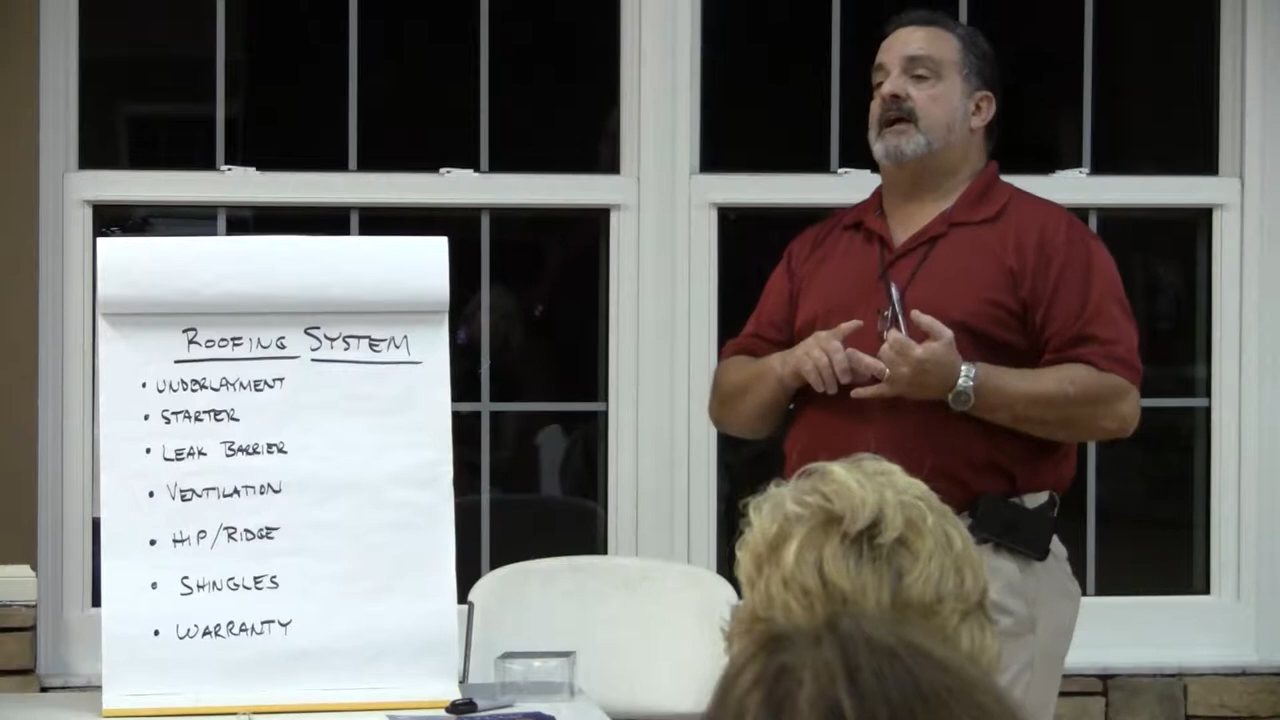 ROOFING SYSTEM
• UNDERLAYMENT
• STARTER
• LEAK BARRIER
• VENTILATION
• HIP/RIDGE
• SHINGLES
• WARRANTY